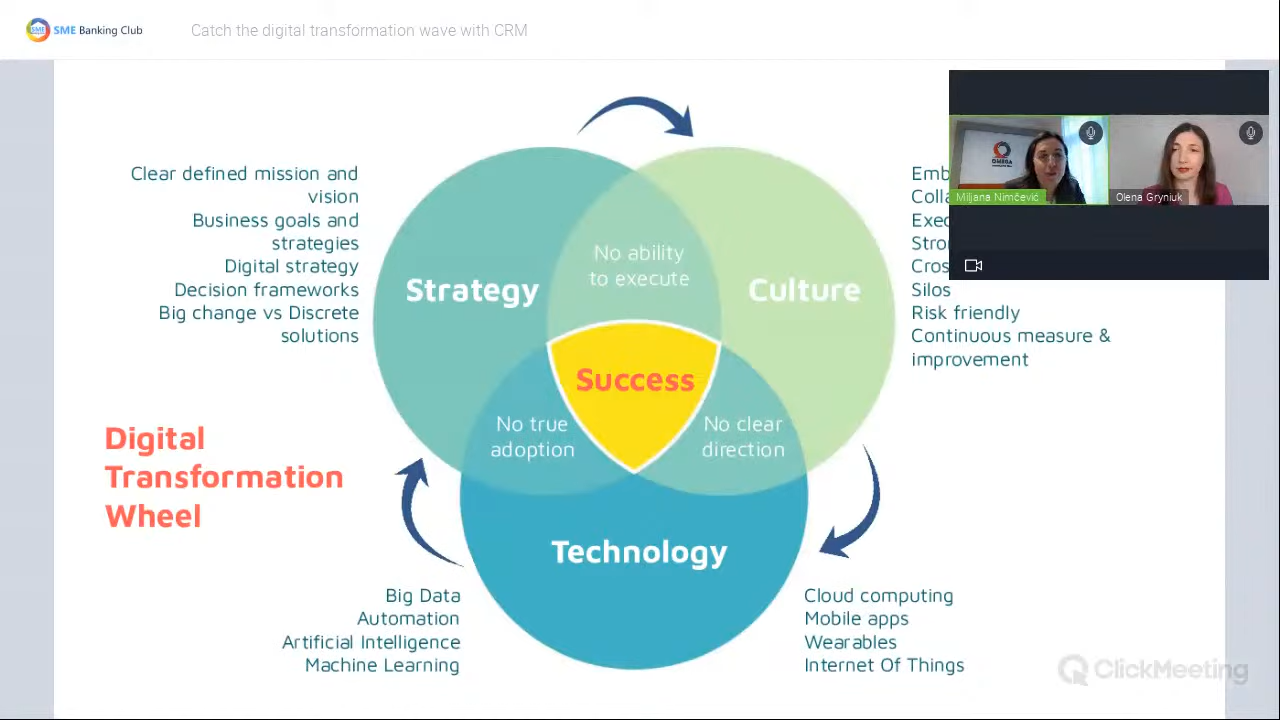 SME Banking Club
Catch the digital transformation wave with CRM
Clear defined mission and
vision
Business goals and
strategies
Digital strategy
Decision frameworks
Big change vs Discrete
solutions
Strategy
No ability
to execute
Culture
Silos
Risk friendly
Continuous measure &
improvement
OMEGA
Miljana Nimčević
Olena Gryniuk
Success
No true
adoption
No clear
direction
Digital
Transformation
Wheel
Technology
Big Data
Automation
Artificial Intelligence
Machine Learning
Cloud computing
Mobile apps
Wearables
Internet Of Things
ClickMeeting